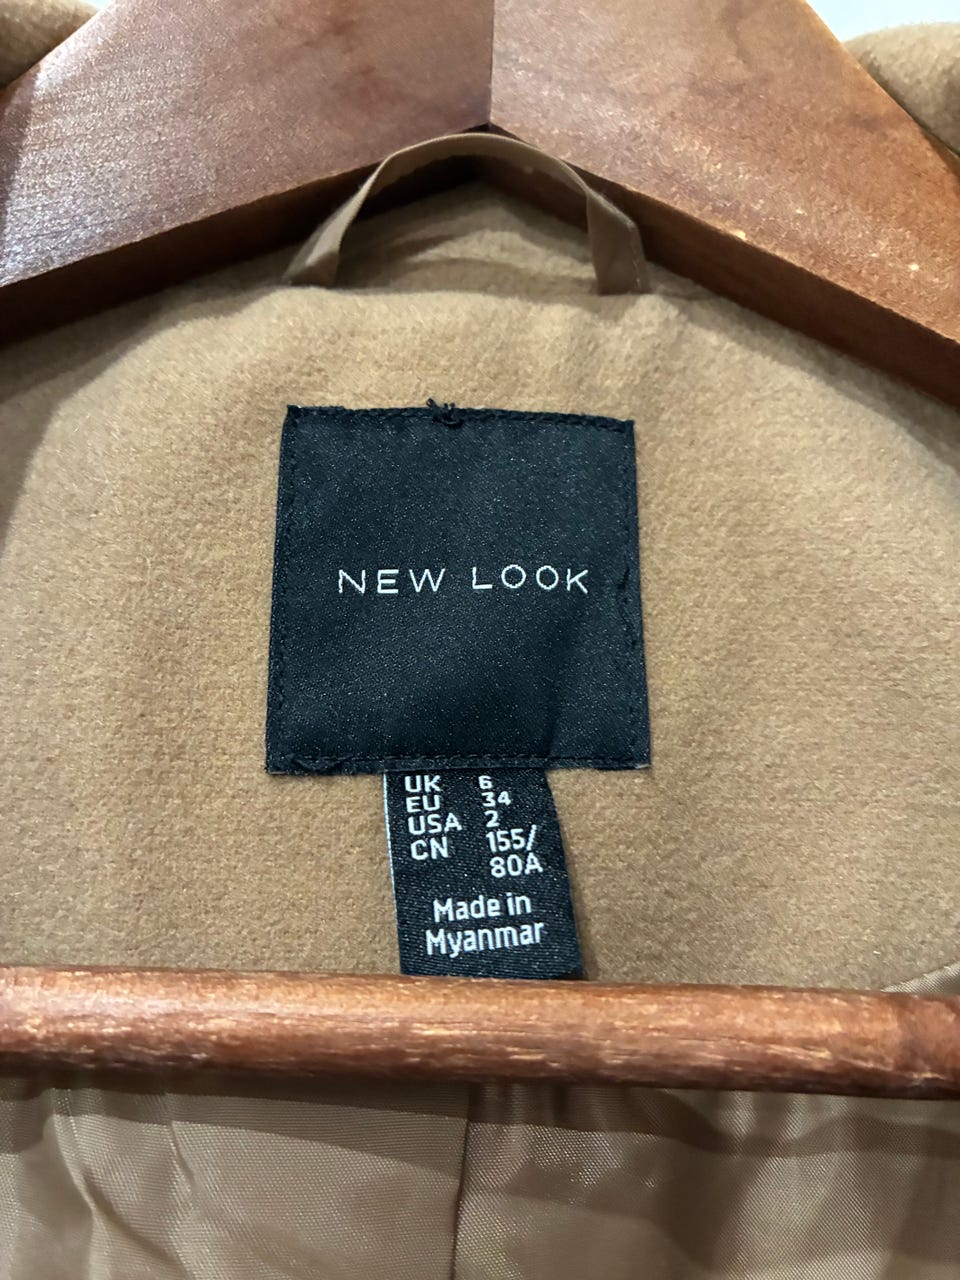 NEW LOOK
UK 6
EU 34
USA 2
CN 155/
80A
Made in
Myanmar